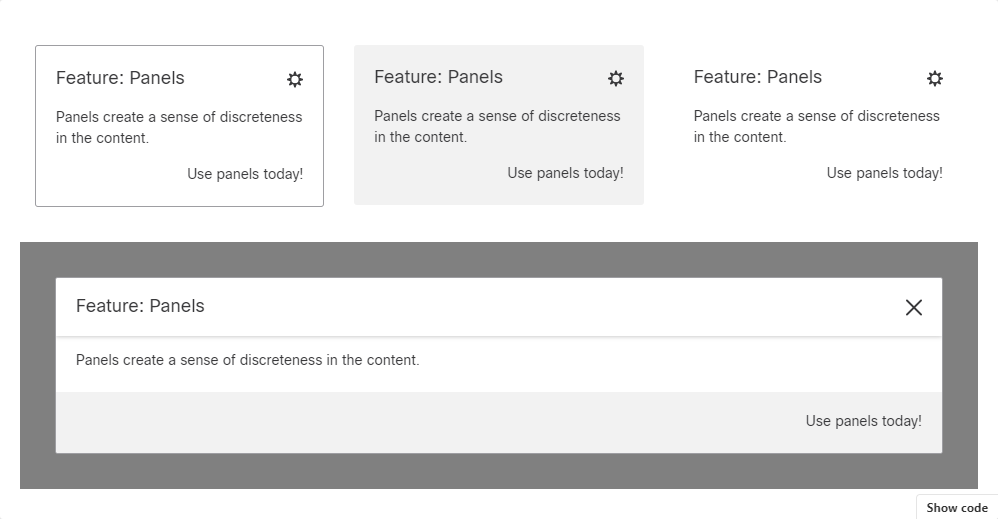 Feature: Panels
Panels create a sense of discreteness
in the content.
Use panels today!
Feature: Panels
Panels create a sense of discreteness
in the content.
Use panels today!
Feature: Panels
Panels create a sense of discreteness
in the content.
Use panels today!
Feature: Panels
Panels create a sense of discreteness in the content.
Use panels today!
Show code